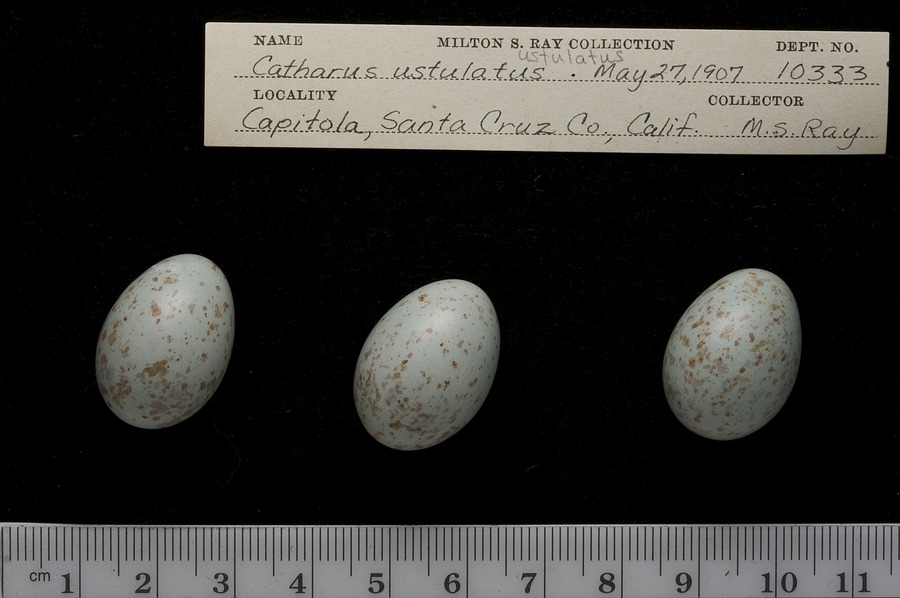 NAME MILTON S. RAY COLLECTION DEPT. NO.
ustulatus
Catharus ustulatus . May 27, 1907 10333
LOCALITY COLLECTOR
Capitola, Santa Cruz Co., Calif. M.S. Ray
cm 1 2 3 4 5 6 7 8 9 10 11